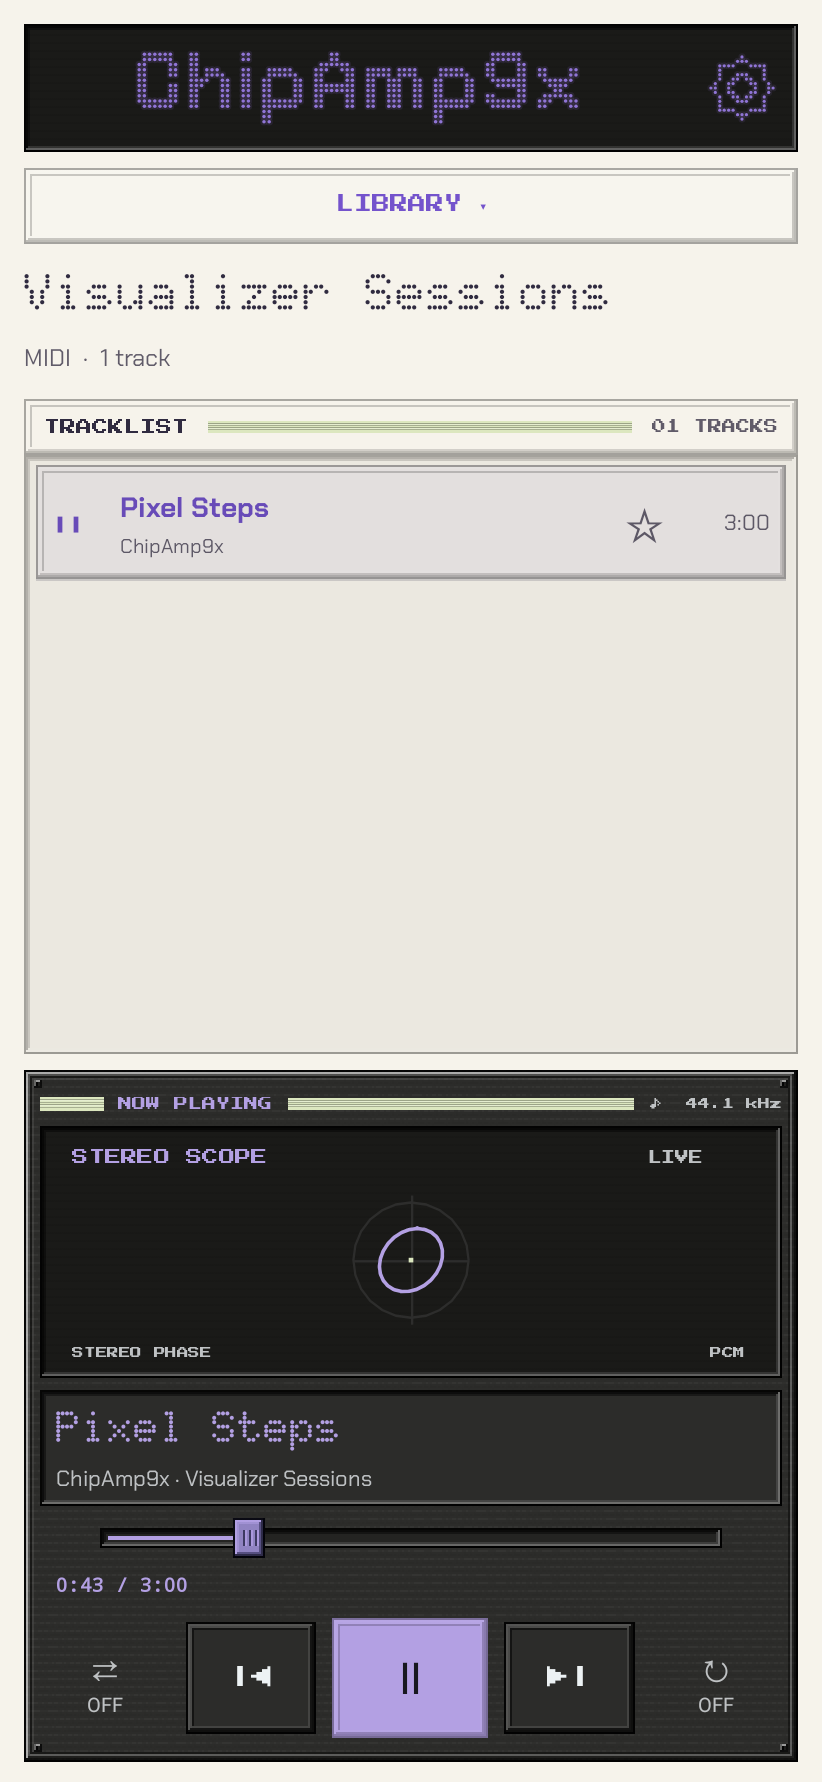 ChipAmp9x
LIBRARY ▾
Visualizer Sessions
MIDI · 1 track
TRACKLIST 01 TRACKS
Pixel Steps
ChipAmp9x
3:00
NOW PLAYING ♪ 44.1 kHz
STEREO SCOPE LIVE
STEREO PHASE PCM
Pixel Steps
ChipAmp9x · Visualizer Sessions
0:43 / 3:00
OFF OFF